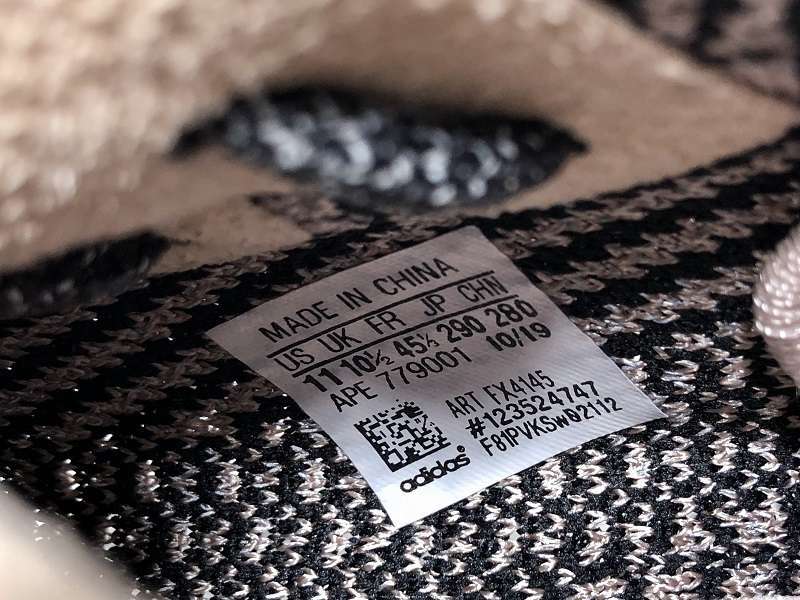 MADE IN CHINA
US UK FR JP CHN
11 10½ 45⅓ 290 280
APE 779001 10/19
ART FX4145
#123524747
F81PVKSW02112
adidas®